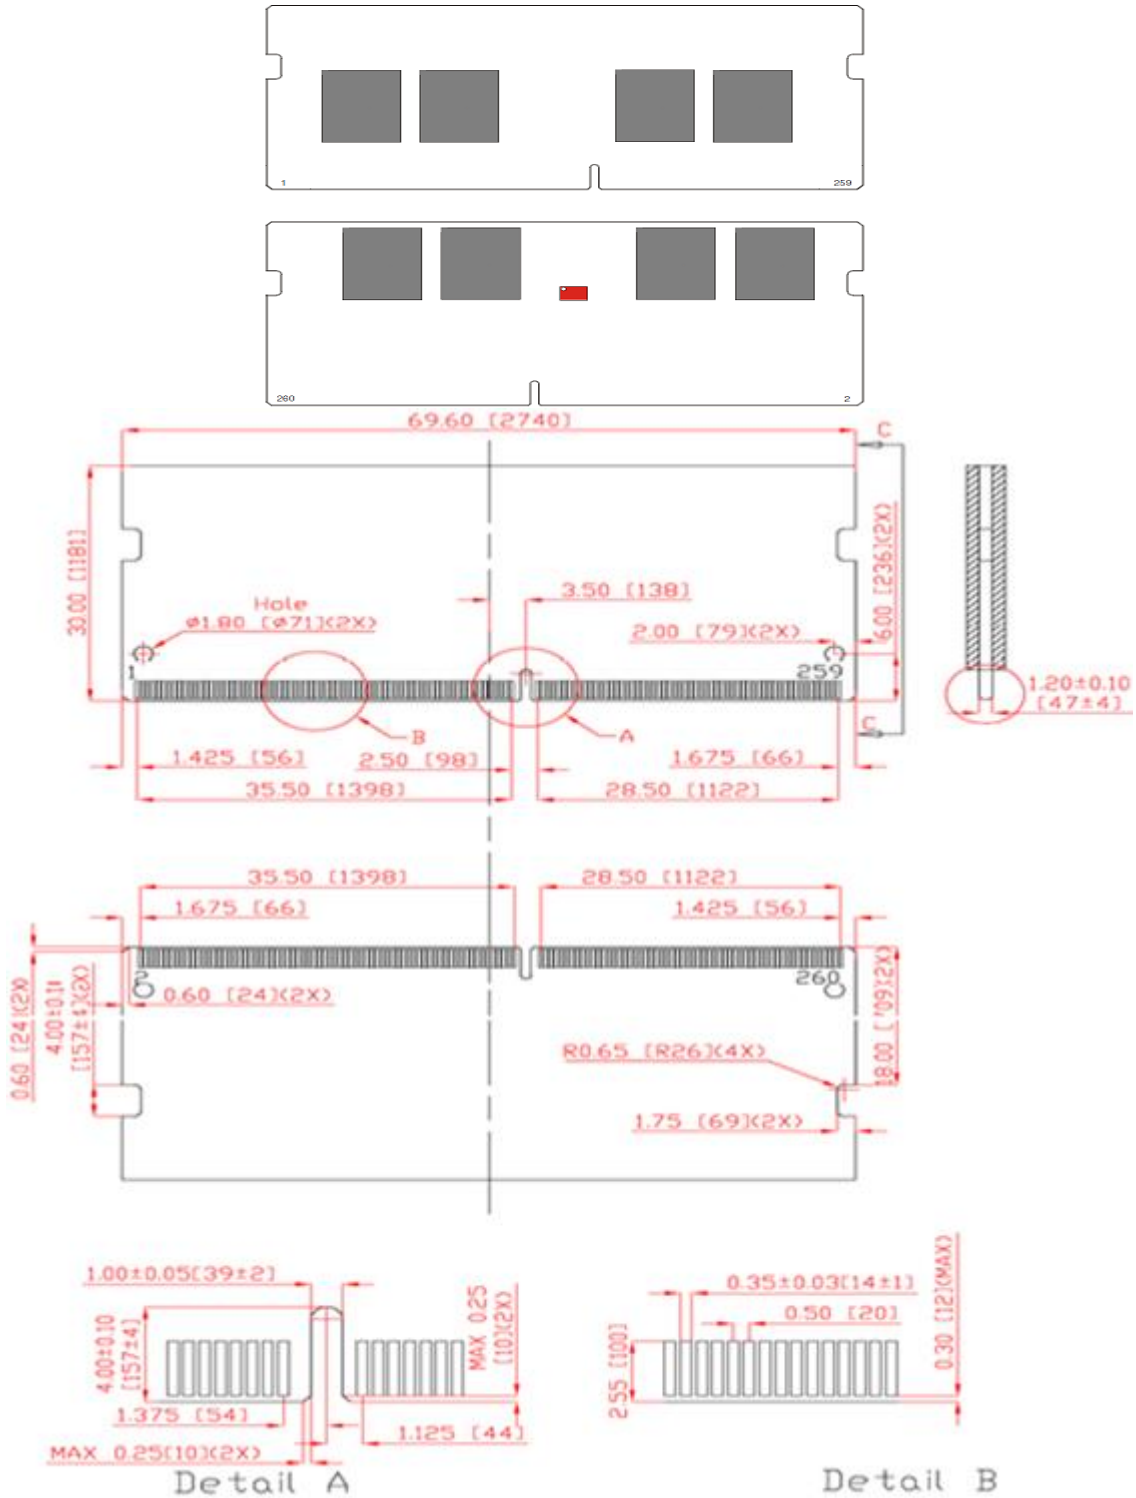 1
259
260
2
69.60 [2740]
C
30.00 [1181]
6.00 [236](2X)
3.50 [138]
Hole
ø1.80 [ø71](2X)
2.00 [79](2X)
1
259
1.20±0.10
[47±4]
B
A
C
1.425 [56]
2.50 [98]
1.675 [66]
35.50 [1398]
28.50 [1122]
35.50 [1398]
28.50 [1122]
1.675 [66]
1.425 [56]
2
260
0.60 [24](2X)
0.60 [24](2X)
4.00±0.10
[157±4](2X)
18.00 [709](2X)
R0.65 [R26](4X)
1.75 [69](2X)
1.00±0.05[39±2]
4.00±0.10
[157±4]
MAX 0.25
[10](2X)
1.375 [54]
1.125 [44]
MAX 0.25[10](2X)
Detail A
0.35±0.03[14±1]
0.50 [20]
0.30 [12](MAX)
2.55 [100]
Detail B